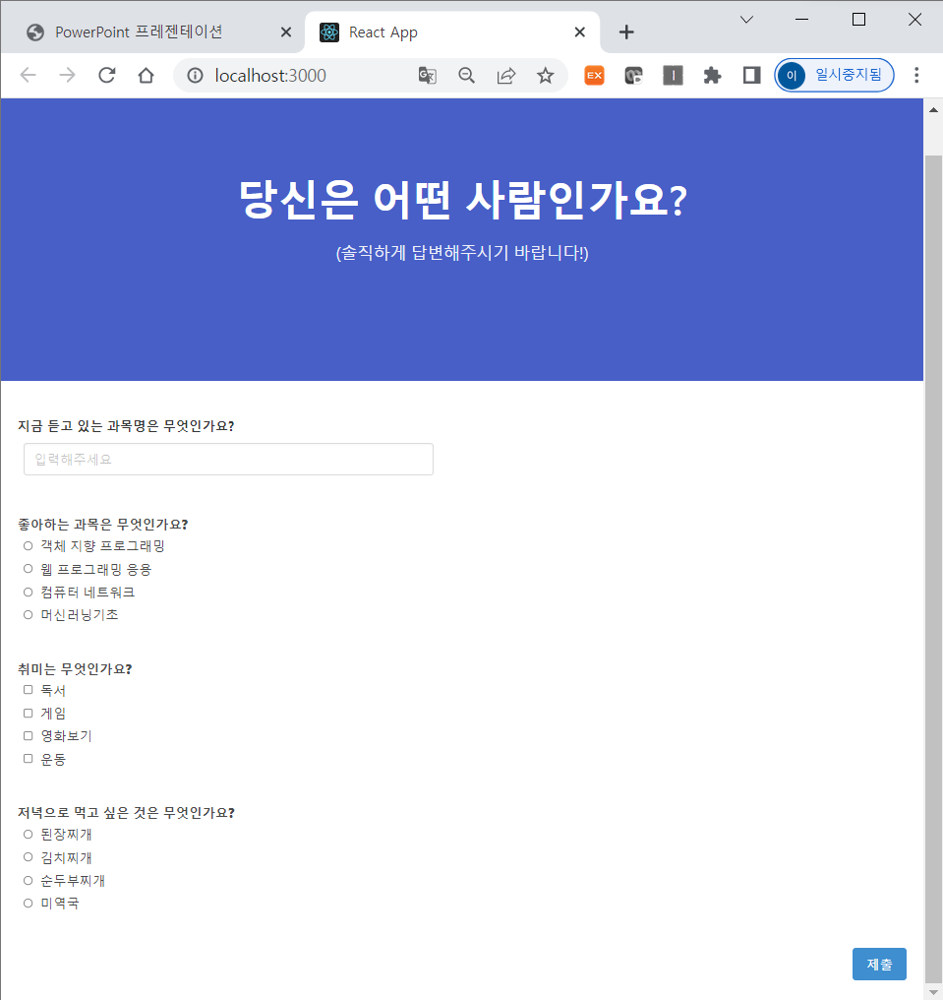 PowerPoint 프레젠테이션
React App
localhost:3000
EX
이 일시중지됨
당신은 어떤 사람인가요?
(솔직하게 답변해주시기 바랍니다!)
지금 듣고 있는 과목명은 무엇인가요?
입력해주세요
좋아하는 과목은 무엇인가요?
객체 지향 프로그래밍
웹 프로그래밍 응용
컴퓨터 네트워크
머신러닝기초
취미는 무엇인가요?
독서
게임
영화보기
운동
저녁으로 먹고 싶은 것은 무엇인가요?
된장찌개
김치찌개
순두부찌개
미역국
제출